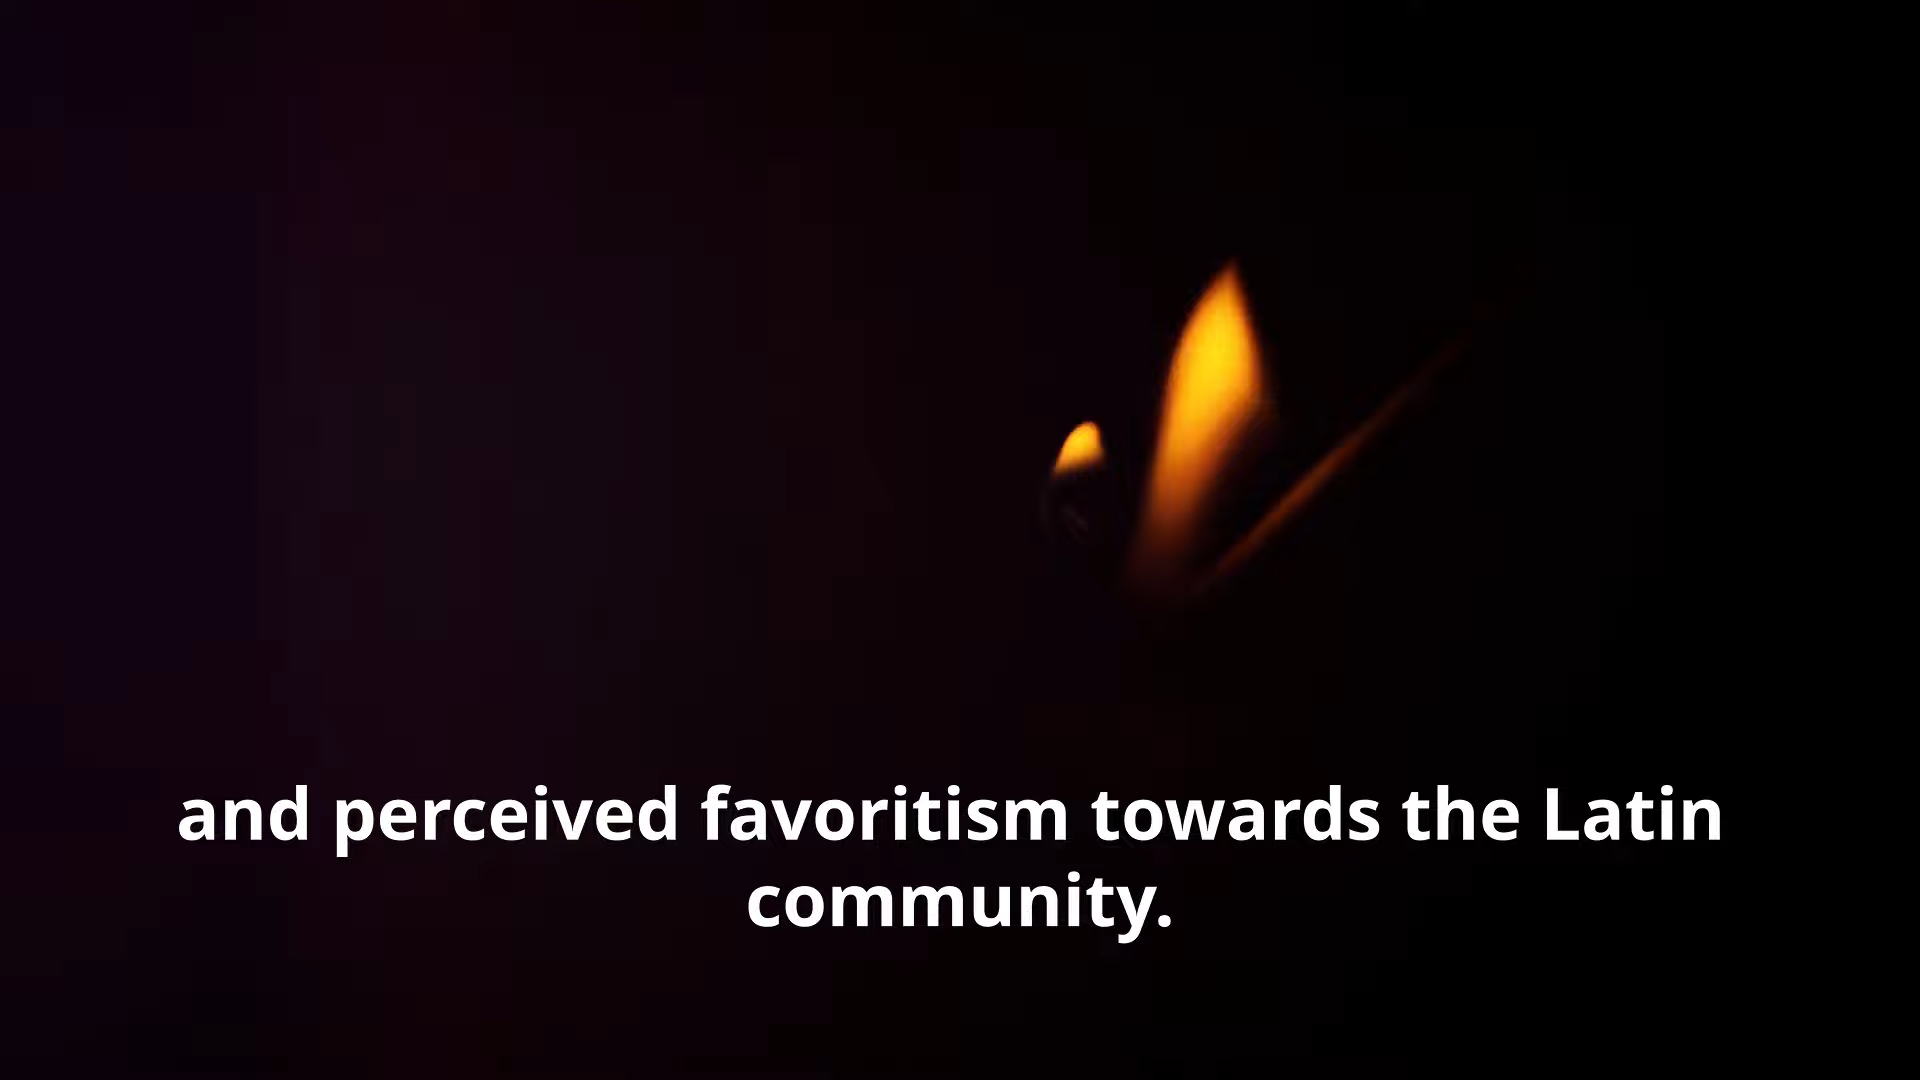 and perceived favoritism towards the Latin
community.